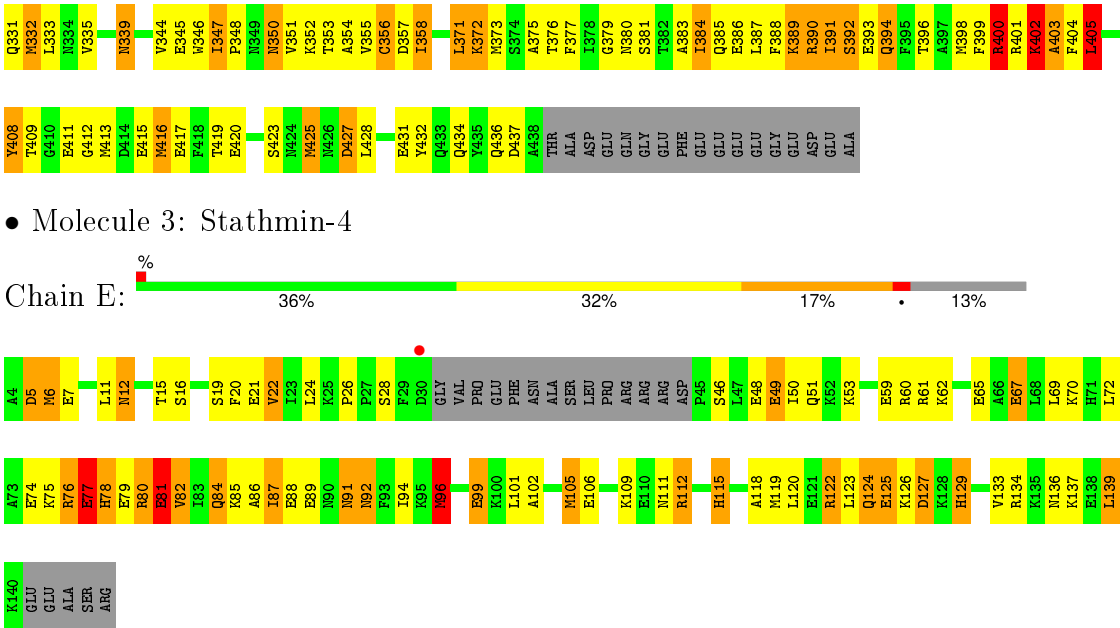 Q331 M332 L333 N334 V335 N339 V344 E345 W346 I347 P348 N349 N350 V351 K352 T353 A354 V355 C356 D357 I358 L371 K372 M373 S374 A375 T376 F377 I378 G379 N380 S381 T382 A383 I384 Q385 E386 L387 F388 K389 R390 I391 S392 E393 Q394 F395 T396 A397 M398 F399 R400 R401 K402 A403 F404 L405
Y408 T409 G410 E411 G412 M413 D414 E415 M416 E417 F418 T419 E420 S423 N424 M425 N426 D427 L428 E431 Y432 Q433 Q434 Y435 Q436 D437 A438 THR ALA ASP GLU GLN GLY GLU PHE GLU GLU GLU GLU GLY GLU ASP GLU ALA
• Molecule 3: Stathmin-4
%
Chain E:
36% 32% 17% • 13%
A4 D5 M6 E7 L11 N12 T15 S16 S19 F20 E21 V22 I23 L24 K25 P26 P27 S28 F29 D30 GLY VAL PRO GLU PHE ASN ALA SER LEU PRO ARG ARG ARG ASP P45 S46 L47 E48 E49 I50 Q51 K52 K53 E59 R60 R61 K62 E65 A66 E67 L68 L69 K70 H71 L72
A73 E74 K75 R76 E77 H78 E79 R80 E81 V82 I83 Q84 K85 A86 I87 E88 E89 N90 N91 N92 F93 I94 K95 M96 E99 K100 L101 A102 M105 E106 K109 E110 N111 R112 H115 A118 M119 L120 E121 R122 L123 Q124 E125 K126 D127 K128 H129 V133 R134 K135 N136 K137 E138 L139
K140 GLU GLU ALA SER ARG